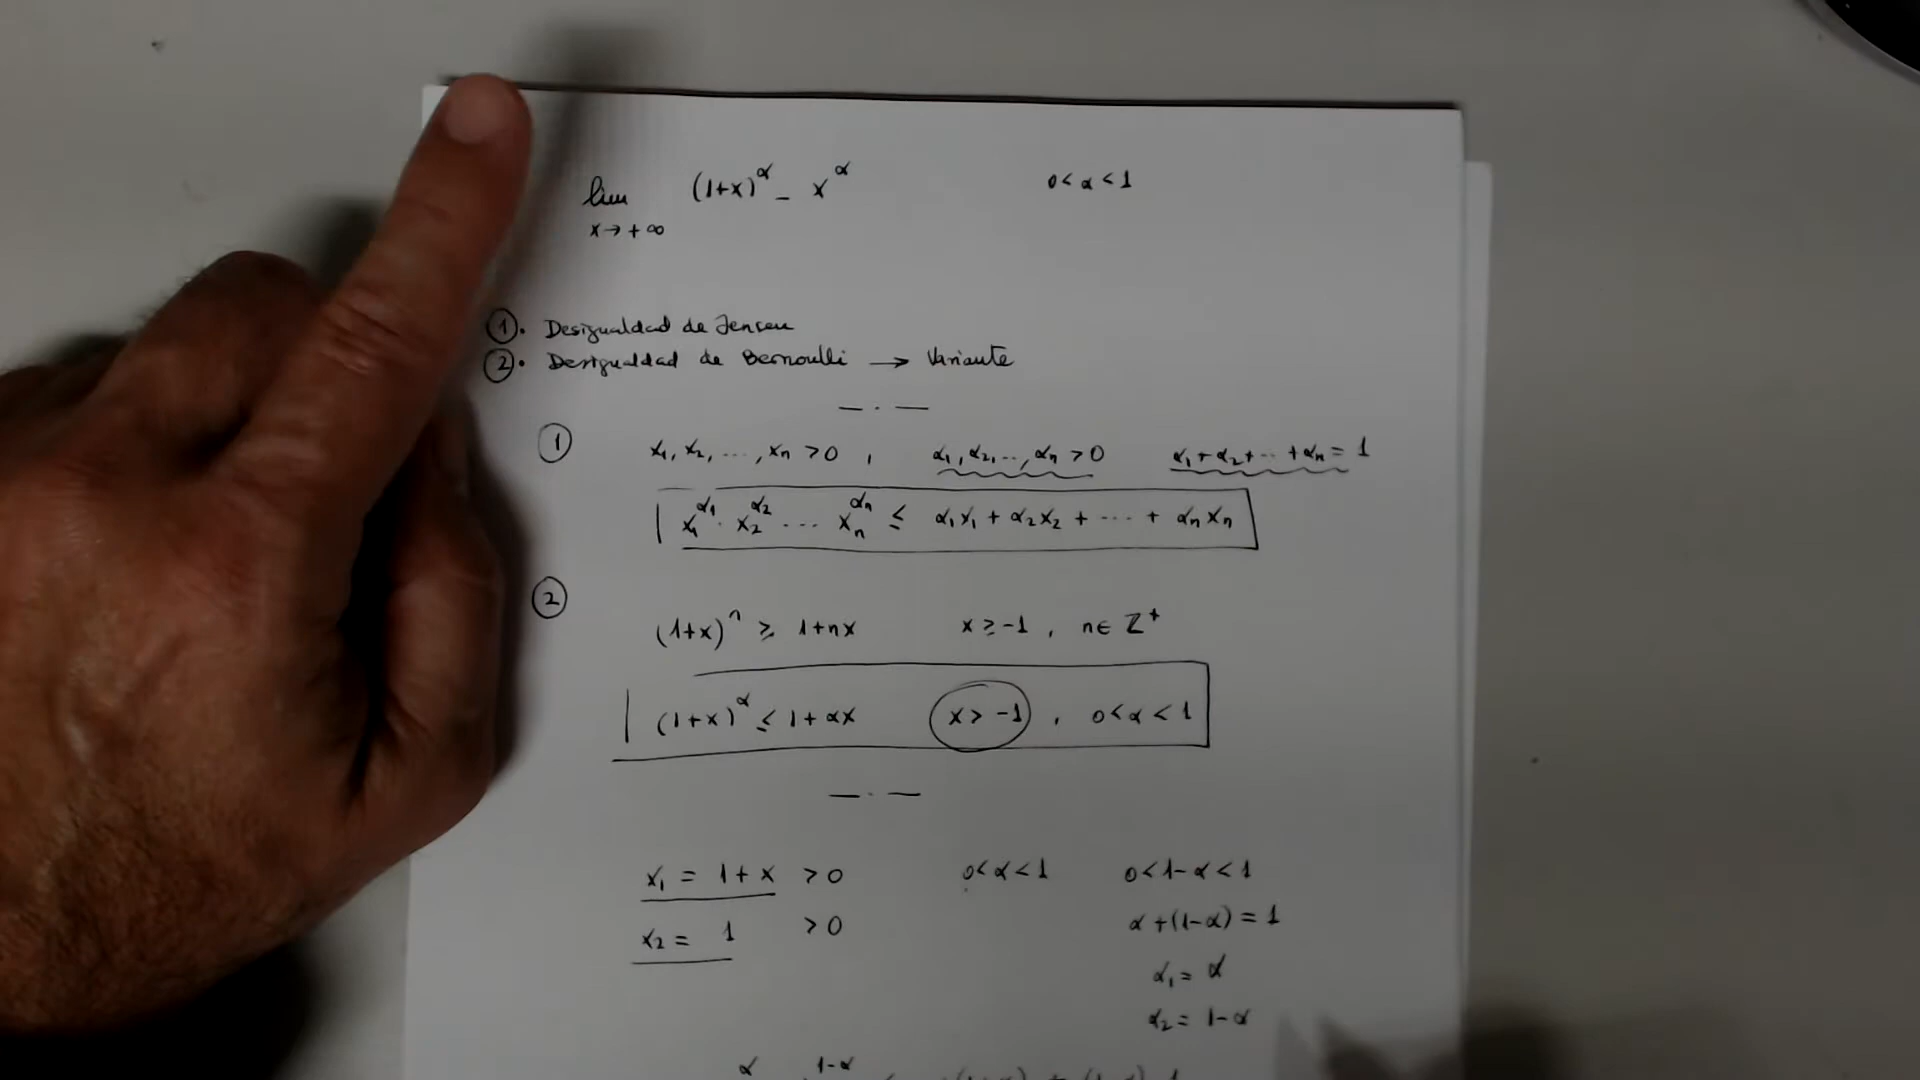 lim (1+x)^α - x^α 0<α<1
x→+∞
①. Desigualdad de Jensen
②. Desigualdad de Bernoulli → Variante
— · —
① x₁, x₂, ..., xₙ >0 , α₁, α₂, ..., αₙ >0 α₁+α₂+ ... +αₙ = 1
x₁^α₁ · x₂^α₂ ... xₙ^αₙ ≤ α₁x₁ + α₂x₂ + ... + αₙxₙ
②
(1+x)^n ≥ 1+nx x ≥ -1 , n∈ Z⁺
(1+x)^α ≤ 1+αx x > -1 , 0<α<1
— · —
x₁ = 1+x >0 0<α<1 0<1-α<1
x₂ = 1 >0 α+(1-α) = 1
α₁ = α
α₂ = 1-α
α 1-α